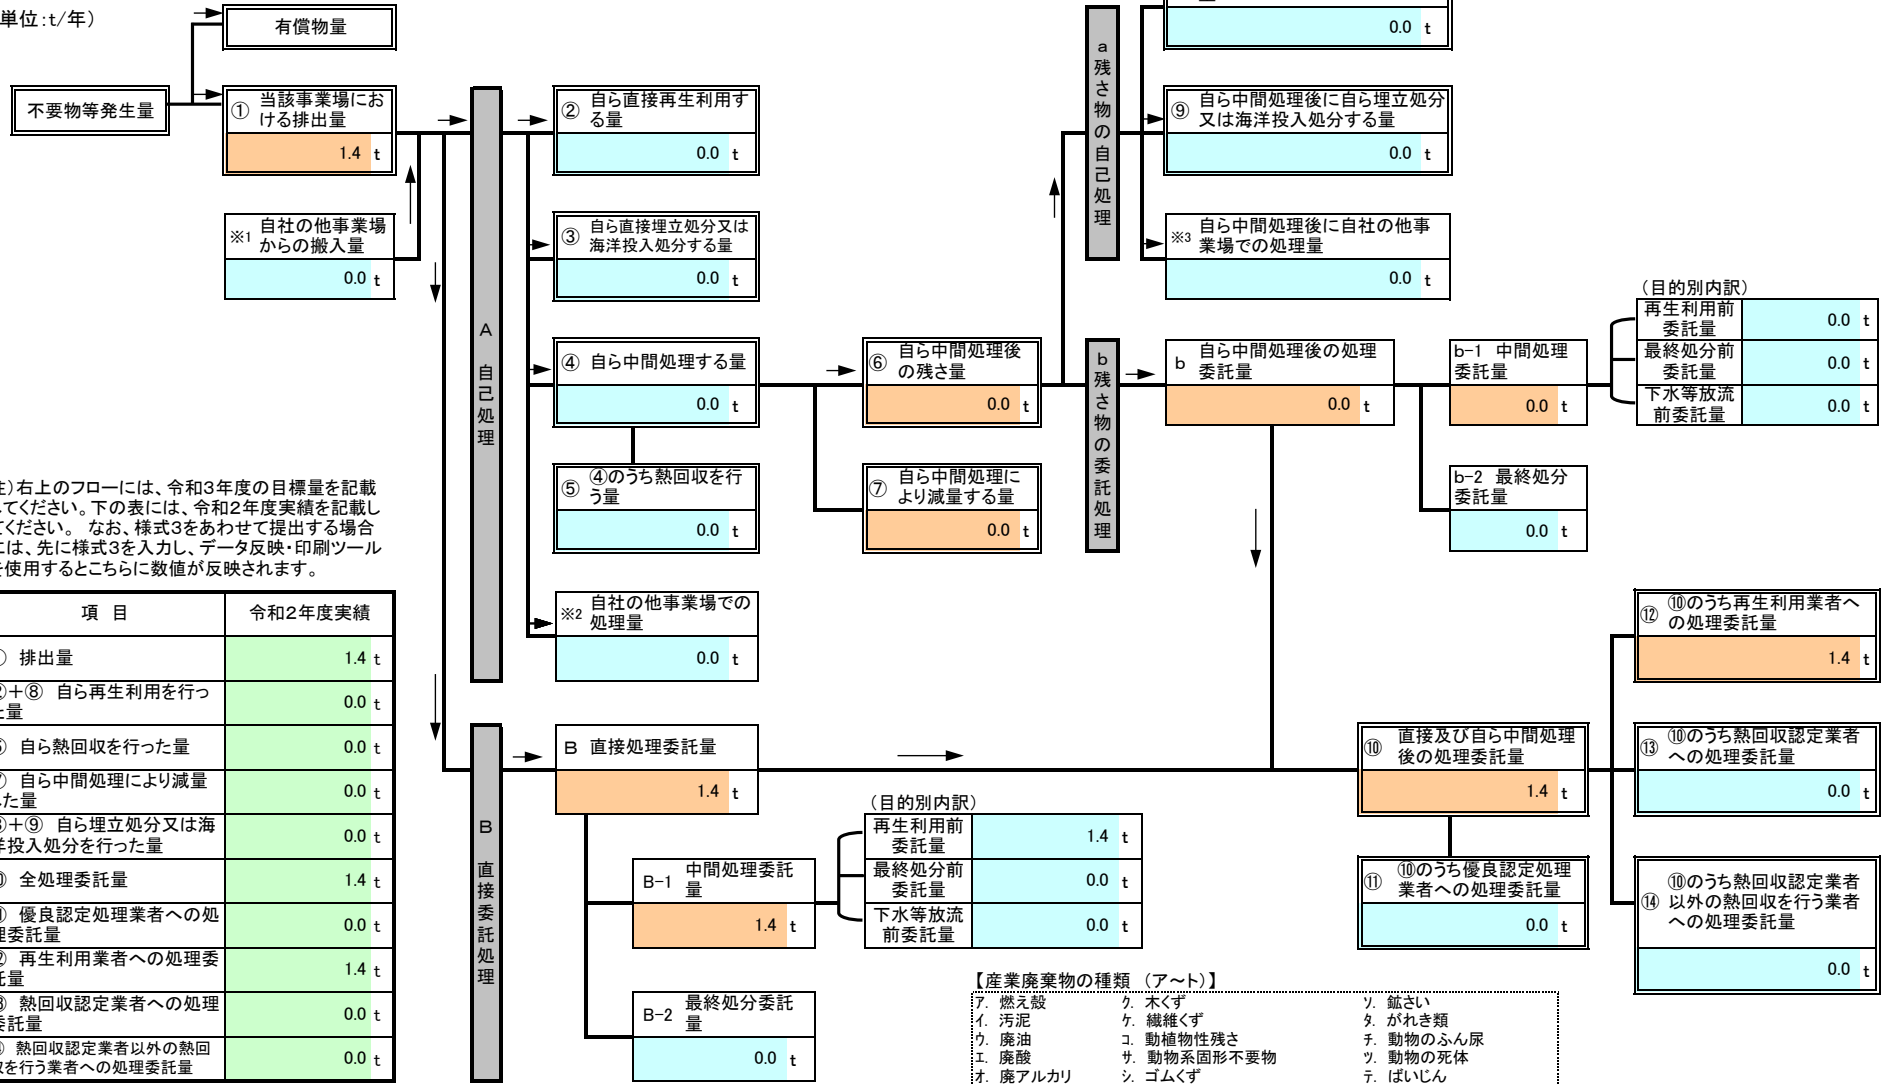 単位:t/年)
有償物量
不要物等発生量
① 当該事業場にお
ける排出量
1.4 t
※1 自社の他事業場
からの搬入量
0.0 t
A 自己処理
② 自ら直接再生利用す
る量
0.0 t
③ 自ら直接埋立処分又は
海洋投入処分する量
0.0 t
④ 自ら中間処理する量
0.0 t
⑤ ④のうち熱回収を行
う量
0.0 t
※2 自社の他事業場での
処理量
0.0 t
⑥ 自ら中間処理後
の残さ量
0.0 t
⑦ 自ら中間処理に
より減量する量
0.0 t
a 残さ物の自己処理
0.0 t
⑨ 自ら中間処理後に自ら埋立処分
又は海洋投入処分する量
0.0 t
※3 自ら中間処理後に自社の他事
業場での処理量
0.0 t
b 残さ物の委託処理
b 自ら中間処理後の処理
委託量
0.0 t
b-1 中間処理
委託量
0.0 t
(目的別内訳)
再生利用前
委託量 0.0 t
最終処分前
委託量 0.0 t
下水等放流
前委託量 0.0 t
b-2 最終処分
委託量
0.0 t
注)右上のフローには、令和3年度の目標量を記載
してください。下の表には、令和2年度実績を記載し
てください。 なお、様式3をあわせて提出する場合
には、先に様式3を入力し、データ反映・印刷ツール
を使用するとこちらに数値が反映されます。
項 目 令和2年度実績
排出量 1.4 t
②+⑧ 自ら再生利用を行っ
た量 0.0 t
自ら熱回収を行った量 0.0 t
自ら中間処理により減量
した量 0.0 t
③+⑨ 自ら埋立処分又は海
洋投入処分を行った量 0.0 t
全処理委託量 1.4 t
優良認定処理業者への処
理委託量 0.0 t
再生利用業者への処理委
託量 1.4 t
熱回収認定業者への処理
委託量 0.0 t
熱回収認定業者以外の熱回
収を行う業者への処理委託量 0.0 t
B 直接委託処理
B 直接処理委託量
1.4 t
B-1 中間処理委託
量
1.4 t
(目的別内訳)
再生利用前
委託量 1.4 t
最終処分前
委託量 0.0 t
下水等放流
前委託量 0.0 t
B-2 最終処分委託
量
0.0 t
⑩ 直接及び自ら中間処理
後の処理委託量
1.4 t
⑪ ⑩のうち優良認定処理
業者への処理委託量
0.0 t
⑫ ⑩のうち再生利用業者へ
の処理委託量
1.4 t
⑬ ⑩のうち熱回収認定業者
への処理委託量
0.0 t
⑭ ⑩のうち熱回収認定業者
以外の熱回収を行う業者
への処理委託量
0.0 t
【産業廃棄物の種類 (ア~ト)】
ア. 燃え殻 ク. 木くず ソ. 鉱さい
イ. 汚泥 ケ. 繊維くず タ. がれき類
ウ. 廃油 コ. 動植物性残さ チ. 動物のふん尿
エ. 廃酸 サ. 動物系固形不要物 ツ. 動物の死体
オ. 廃アルカリ シ. ゴムくず テ. ばいじん